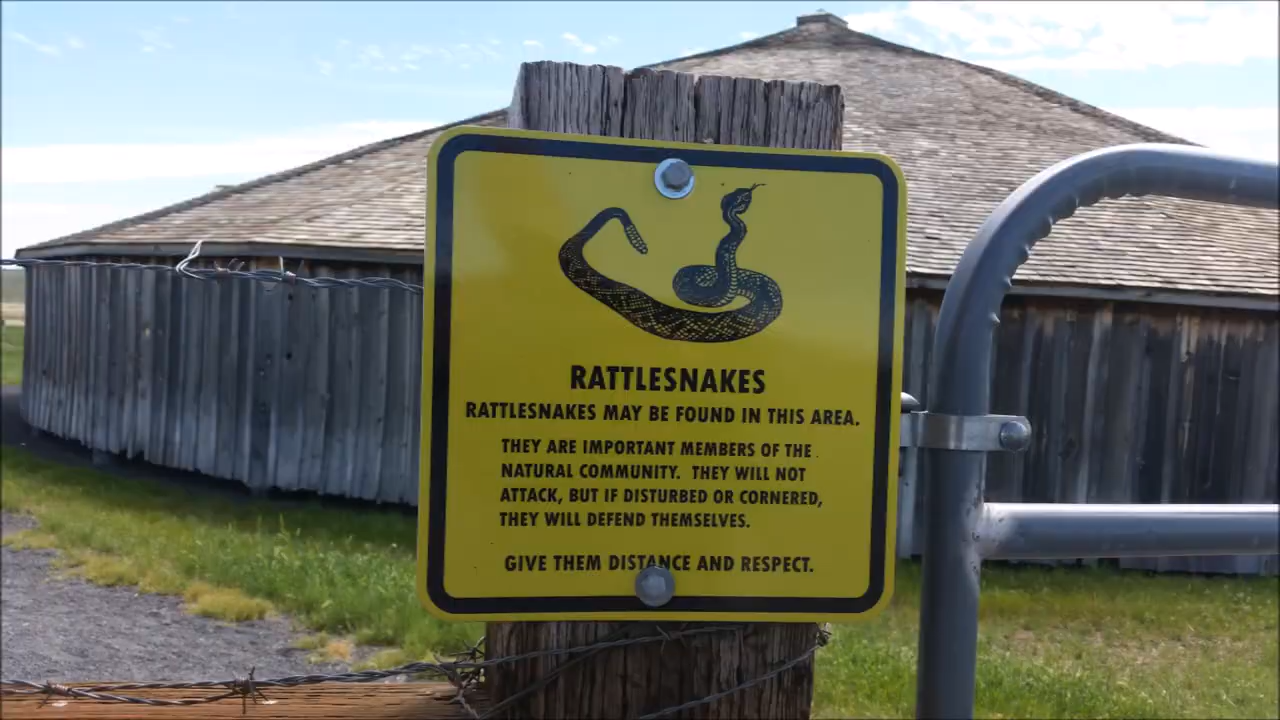 RATTLESNAKES
RATTLESNAKES MAY BE FOUND IN THIS AREA.
THEY ARE IMPORTANT MEMBERS OF THE
NATURAL COMMUNITY. THEY WILL NOT
ATTACK, BUT IF DISTURBED OR CORNERED,
THEY WILL DEFEND THEMSELVES.
GIVE THEM DISTANCE AND RESPECT.